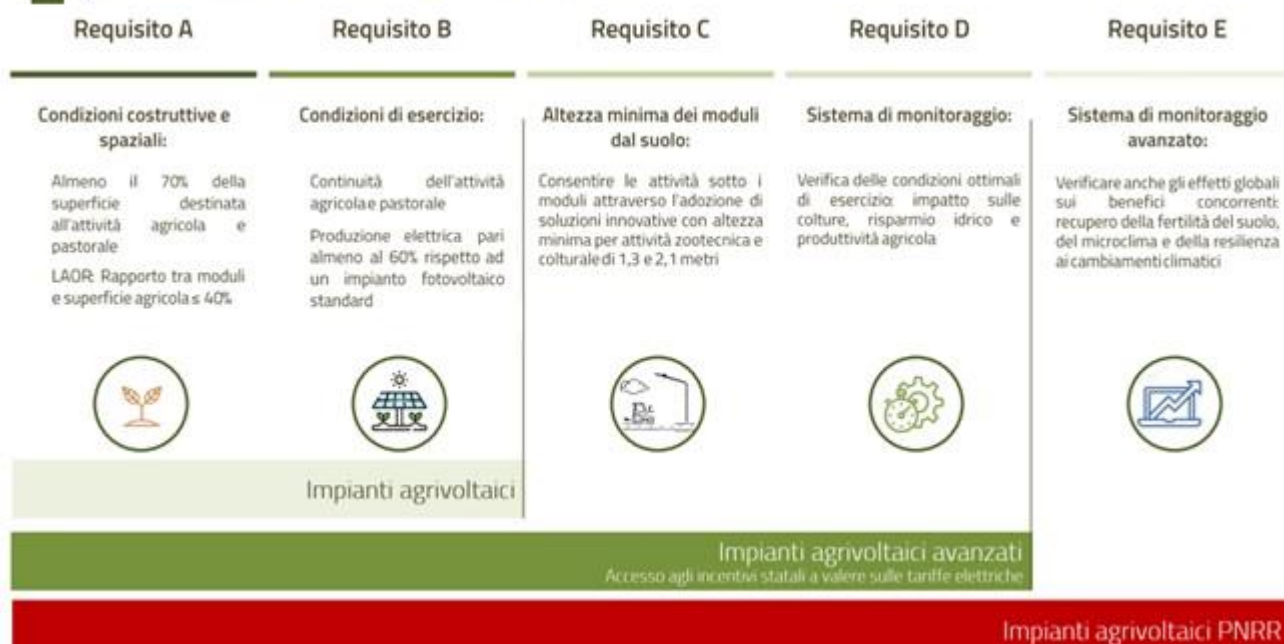 Requisito A
Requisito B
Requisito C
Requisito D
Requisito E
Condizioni costruttive e
spaziali:
Almeno il 70% della
superficie destinata
all'attività agricola e
pastorale
LAOR: Rapporto tra moduli
e superficie agricola ≤ 40%
Condizioni di esercizio:
Continuità dell'attività
agricola e pastorale
Produzione elettrica pari
almeno al 60% rispetto ad
un impianto fotovoltaico
standard
Altezza minima dei moduli
dal suolo:
Consentire le attività sotto i
moduli attraverso l'adozione di
soluzioni innovative con altezza
minima per attività zootecnica e
colturale di 1,3 e 2,1 metri
Sistema di monitoraggio:
Verifica delle condizioni ottimali
di esercizio: impatto sulle
colture, risparmio idrico e
produttività agricola
Sistema di monitoraggio
avanzato:
Verificare anche gli effetti globali
sui benefici concorrenti:
recupero della fertilità del suolo,
del microclima e della resilienza
ai cambiamenti climatici
Impianti agrivoltaici
Impianti agrivoltaici avanzati
Accesso agli incentivi statali a valere sulle tariffe elettriche
Impianti agrivoltaici PNRR